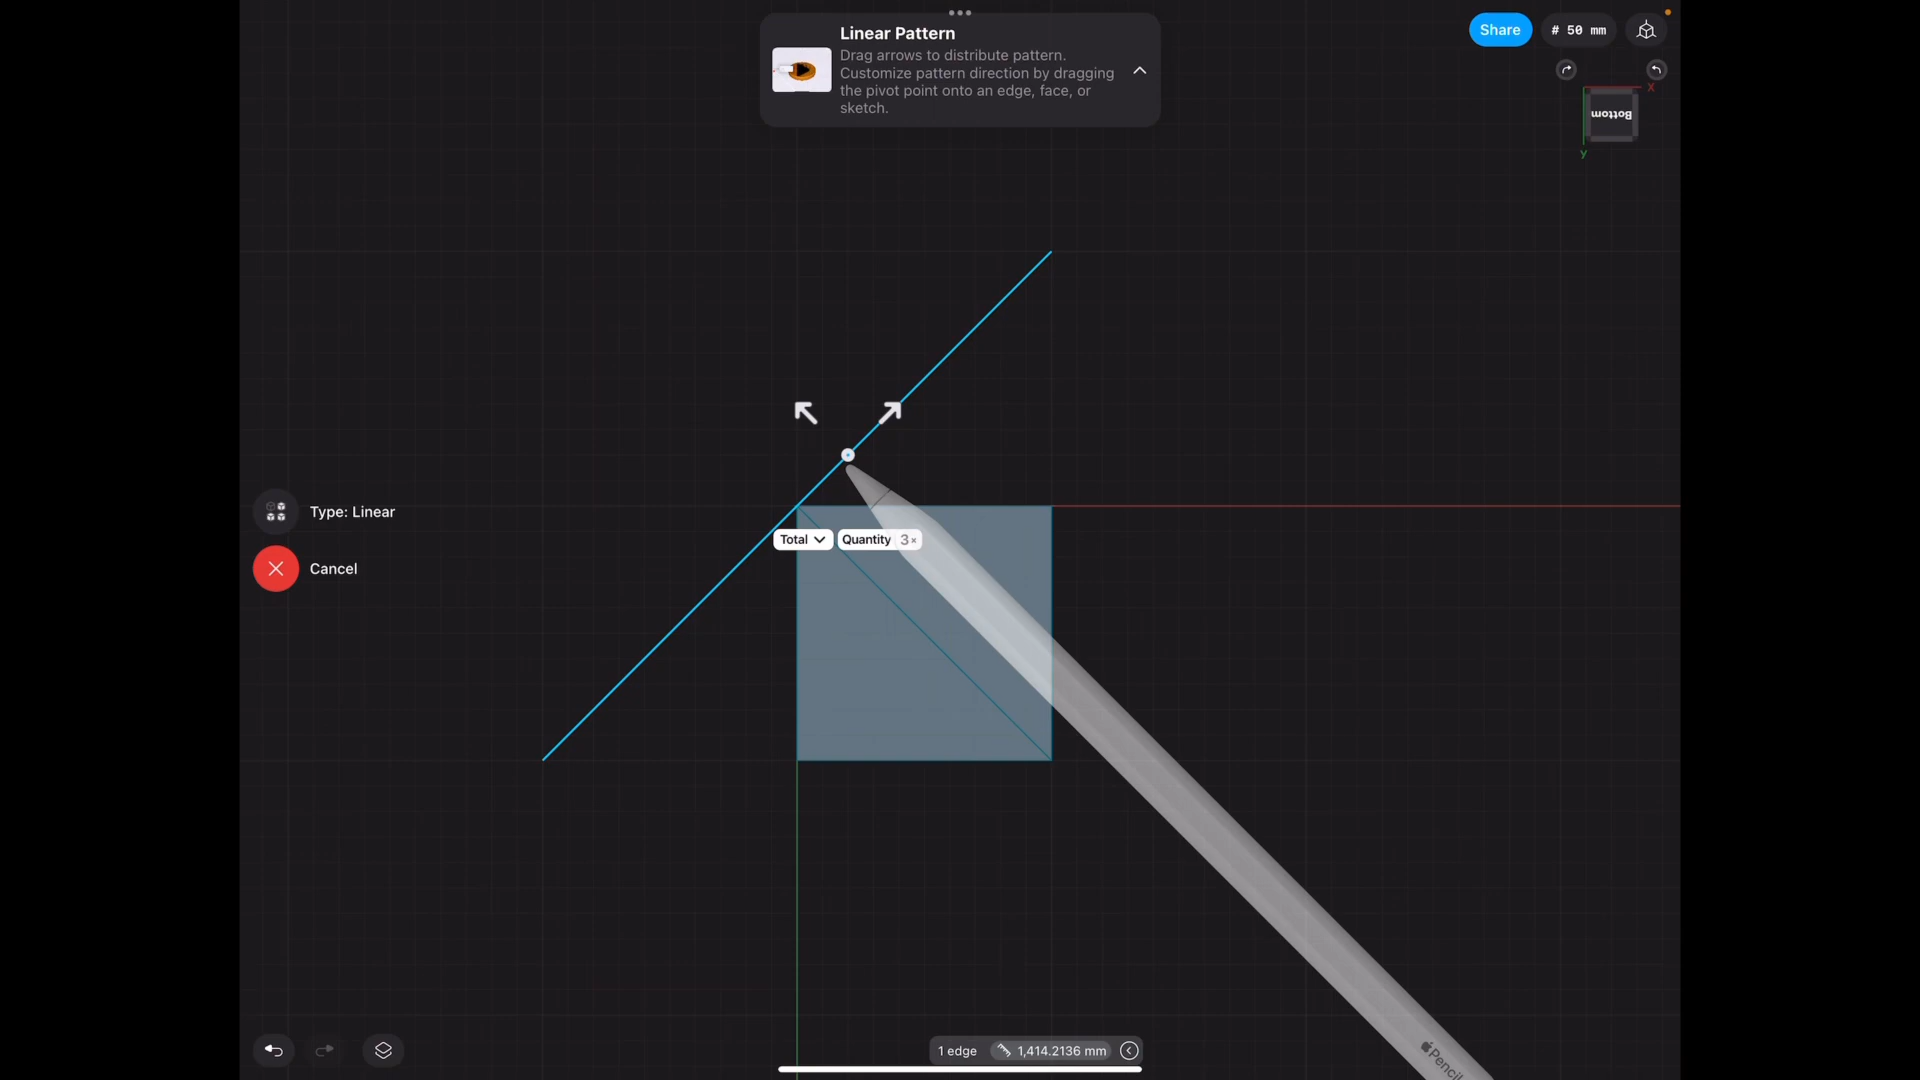 Linear Pattern
Drag arrows to distribute pattern.
Customize pattern direction by dragging
the pivot point onto an edge, face, or
sketch.
Share
# 50 mm
X
Bottom
Y
Type: Linear
Total
Quantity 3×
Cancel
1 edge
1,414.2136 mm
Pencil